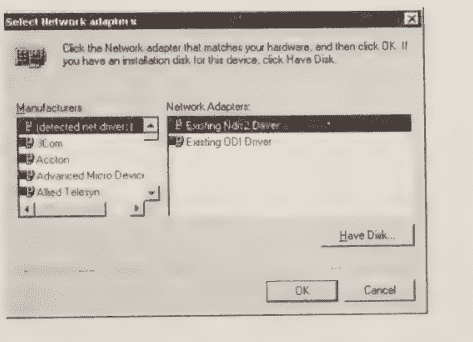 Select Network adapters
Click the Network adapter that matches your hardware, and then click OK. If
you have an installation disk for this device, click Have Disk.
Manufacturers
Network Adapters:
(detected net driver:)
3Com
Accton
Advanced Micro Device
Allied Telesyn
Existing Ndis2 Driver
Existing ODI Driver
Have Disk...
OK
Cancel